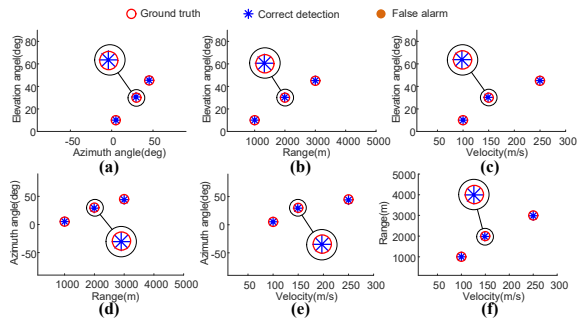 Ground truth Correct detection False alarm
Elevation angle(deg)
80
60
40
20
0
-50 0 50
Azimuth angle(deg)
(a)
Elevation angle(deg)
80
60
40
20
0
1000 2000 3000 4000 5000
Range(m)
(b)
Elevation angle(deg)
80
60
40
20
0
50 100 150 200 250 300
Velocity(m/s)
(c)
Azimuth angle(deg)
50
0
-50
1000 2000 3000 4000 5000
Range(m)
(d)
Azimuth angle(deg)
50
0
-50
50 100 150 200 250 300
Velocity(m/s)
(e)
Range(m)
5000
4000
3000
2000
1000
50 100 150 200 250 300
Velocity(m/s)
(f)